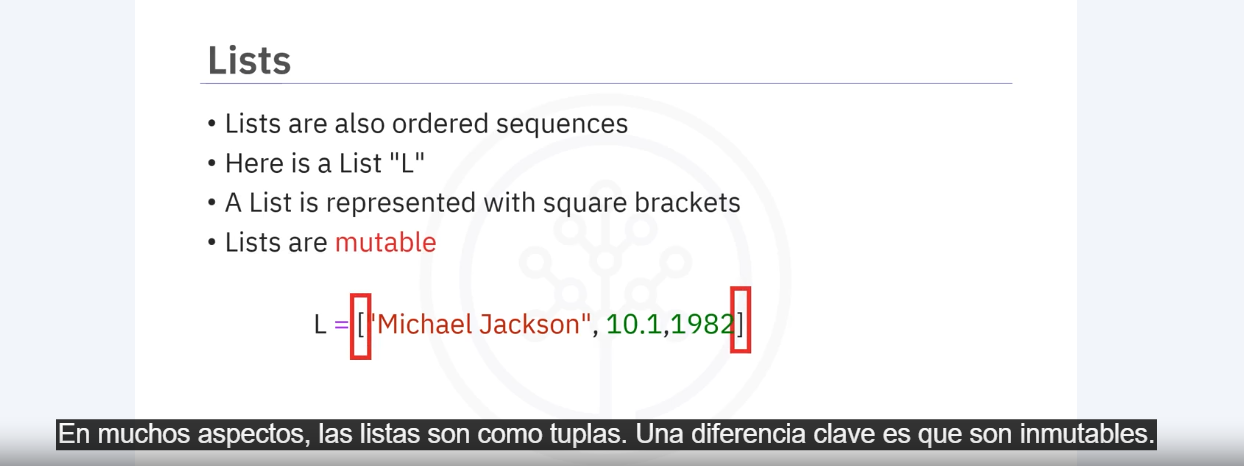 Lists
• Lists are also ordered sequences
• Here is a List "L"
• A List is represented with square brackets
• Lists are mutable
L = ["Michael Jackson", 10.1,1982]
En muchos aspectos, las listas son como tuplas. Una diferencia clave es que son inmutables.